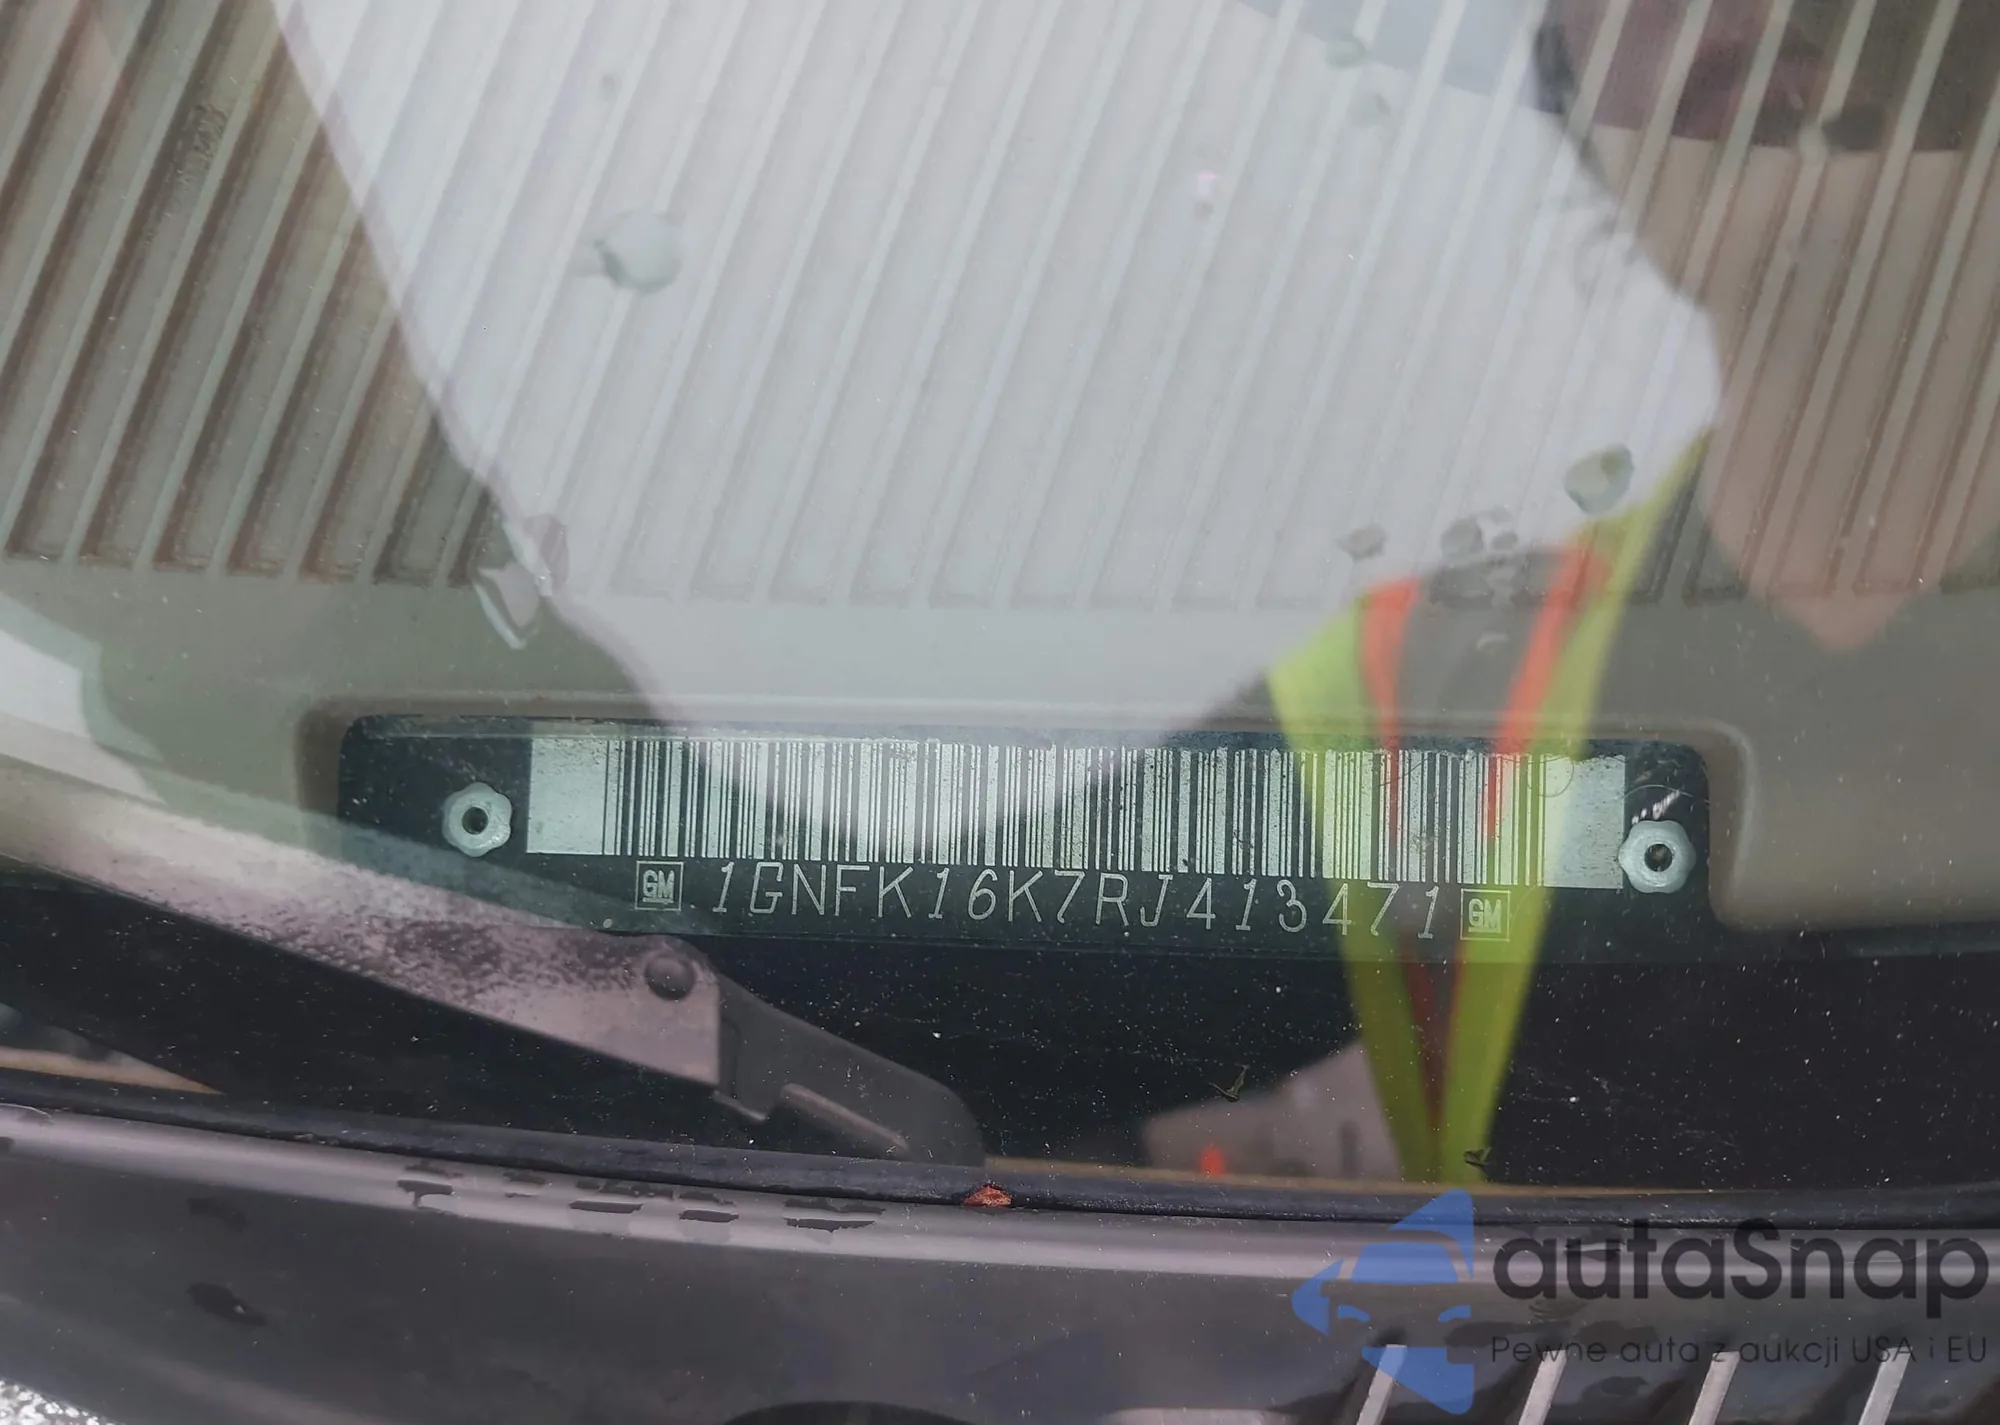 GM 1GNFK16K7RJ413471 GM
autaSnap
Pewne auta z aukcji USA i EU